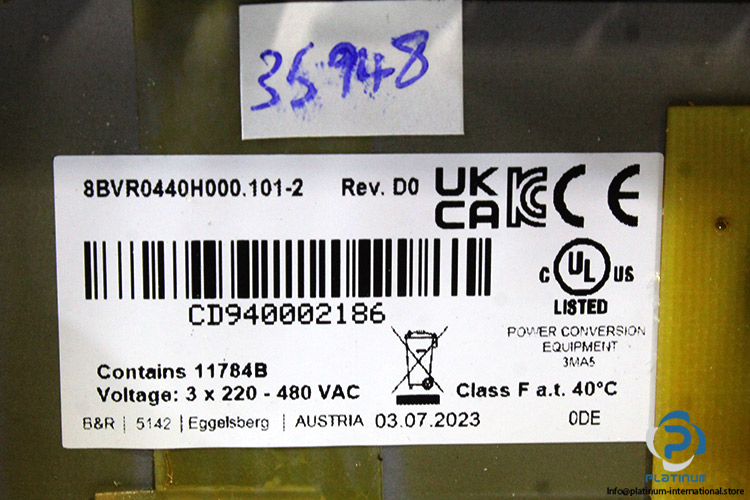 35948
8BVR0440H000.101-2 Rev. D0
UK CA KC CE
C UL US
LISTED
CD940002186
POWER CONVERSION
EQUIPMENT
3MA5
Contains 11784B
Voltage: 3 x 220 - 480 VAC Class F a.t. 40°C
B&R | 5142 | Eggelsberg | AUSTRIA 03.07.2023 0DE
PLATINUM
Info@platinum-international.store